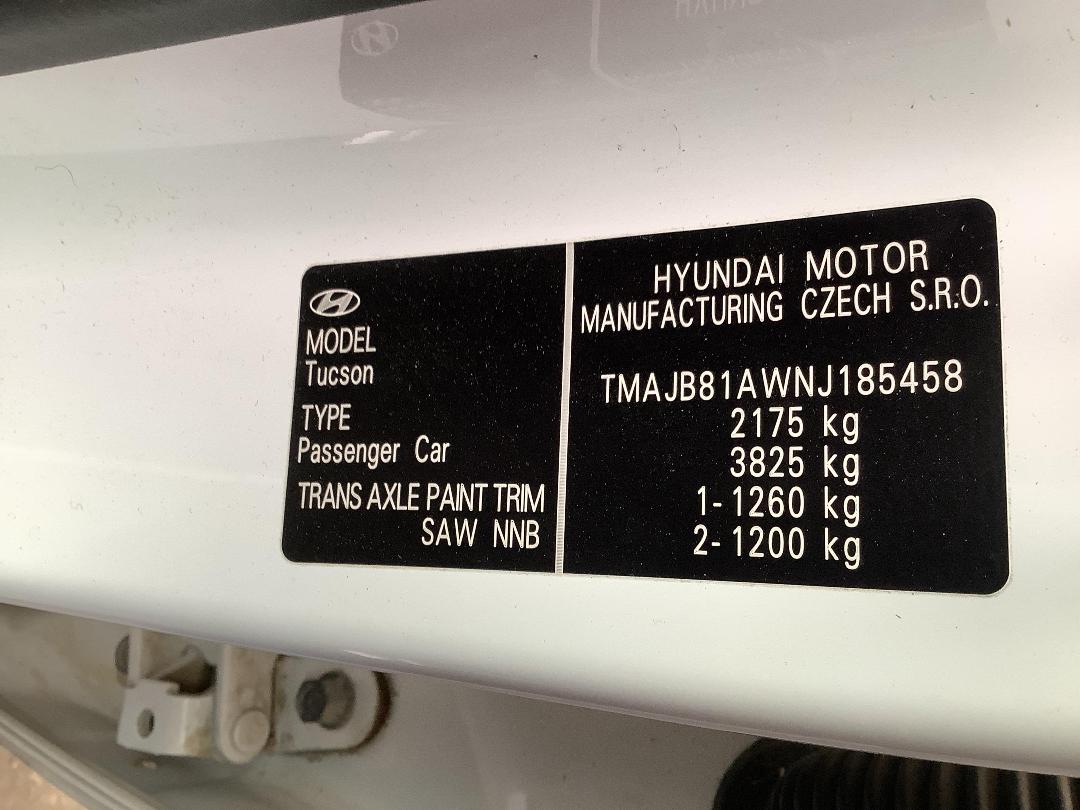 MODEL
Tucson
TYPE
Passenger Car
TRANS AXLE PAINT TRIM
SAW NNB
HYUNDAI MOTOR
MANUFACTURING CZECH S.R.O.
TMAJB81AWNJ185458
2175 kg
3825 kg
1- 1260 kg
2- 1200 kg